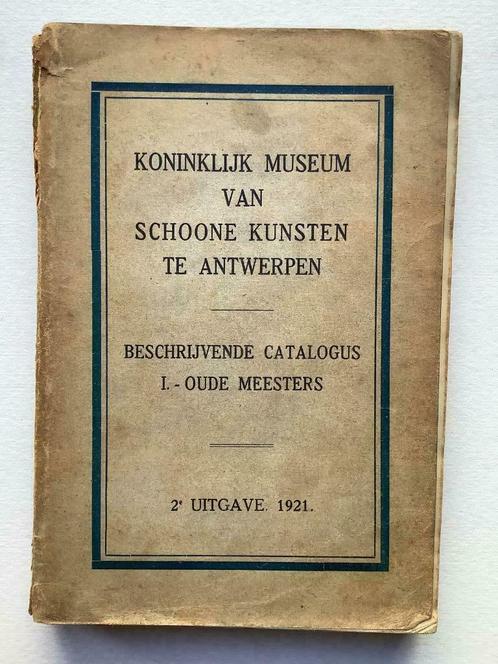 KONINKLIJK MUSEUM
VAN
SCHOONE KUNSTEN
TE ANTWERPEN
BESCHRIJVENDE CATALOGUS
I. - OUDE MEESTERS
2e UITGAVE. 1921.